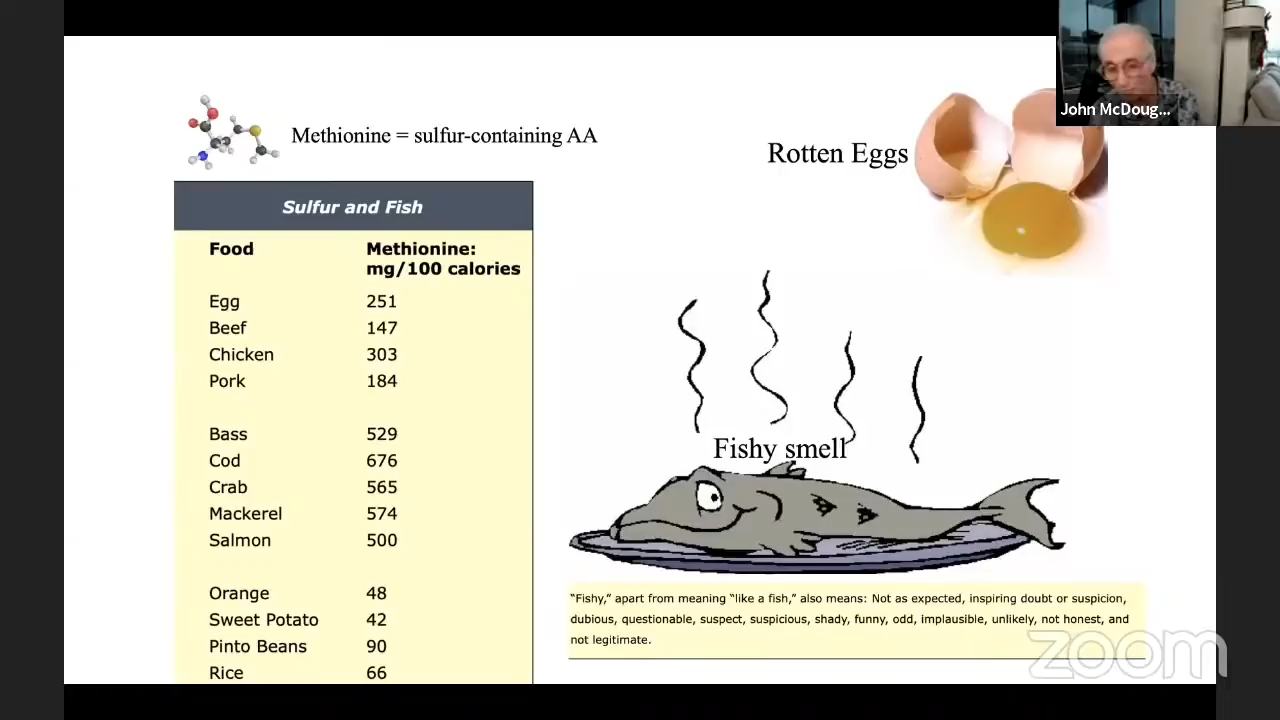 John McDoug...
Methionine = sulfur-containing AA
Rotten Eggs
Sulfur and Fish
Food Methionine:
mg/100 calories
Egg 251
Beef 147
Chicken 303
Pork 184
Bass 529
Cod 676
Crab 565
Mackerel 574
Salmon 500
Orange 48
Sweet Potato 42
Pinto Beans 90
Rice 66
Fishy smell
"Fishy," apart from meaning "like a fish," also means: Not as expected, inspiring doubt or suspicion,
dubious, questionable, suspect, suspicious, shady, funny, odd, implausible, unlikely, not honest, and
not legitimate.
zoom